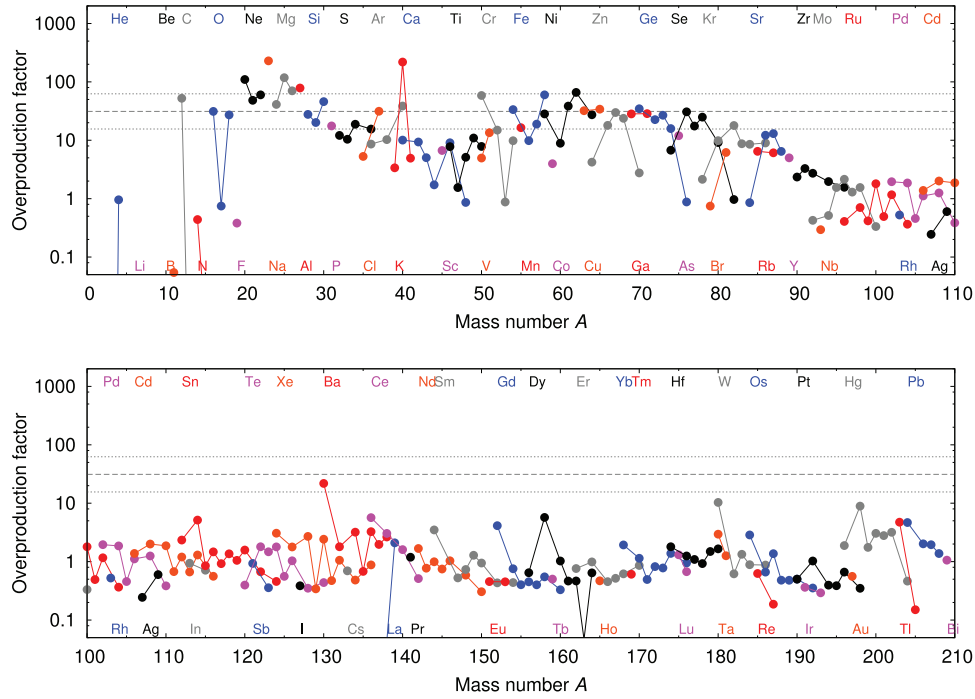 He Be C O Ne Mg Si S Ar Ca Ti Cr Fe Ni Zn Ge Se Kr Sr Zr Mo Ru Pd Cd
1000
100
10
1
0.1
Overproduction factor
Li B N F Na Al P Cl K Sc V Mn Co Cu Ga As Br Rb Y Nb Rh Ag
0 10 20 30 40 50 60 70 80 90 100 110
Mass number A
Pd Cd Sn Te Xe Ba Ce Nd Sm Gd Dy Er Yb Tm Hf W Os Pt Hg Pb
1000
100
10
1
0.1
Overproduction factor
Rh Ag In Sb I Cs La Pr Eu Tb Ho Lu Ta Re Ir Au Tl Bi
100 110 120 130 140 150 160 170 180 190 200 210
Mass number A